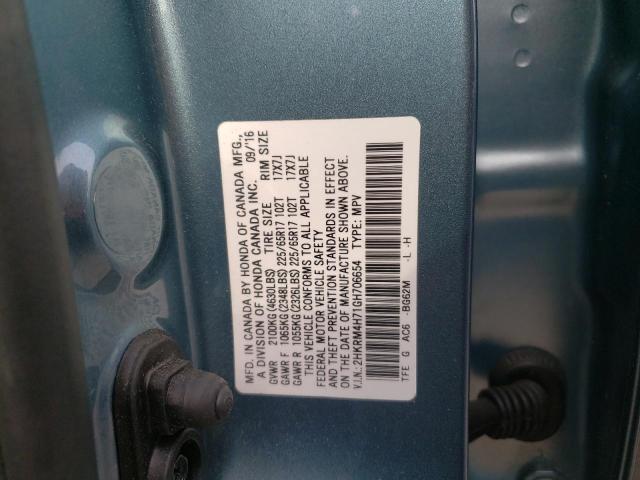 MFD. IN CANADA BY HONDA OF CANADA MFG.,
A DIVISION OF HONDA CANADA INC. 09/'16
GVWR 2100KG(4630LBS) TIRE SIZE RIM SIZE
GAWR F 1065KG(2348LBS) 225/65R17 102T 17X7J
GAWR R 1055KG(2326LBS) 225/65R17 102T 17X7J
THIS VEHICLE CONFORMS TO ALL APPLICABLE
FEDERAL MOTOR VEHICLE SAFETY
AND THEFT PREVENTION STANDARDS IN EFFECT
ON THE DATE OF MANUFACTURE SHOWN ABOVE.
V.I.N.:2HKRM4H71GH706654 TYPE: MPV
TFE G AC6 -BG62M -L -H